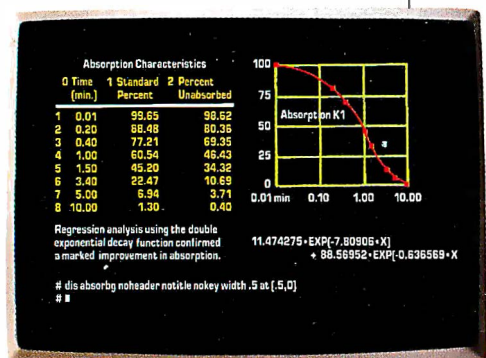 Absorption Characteristics
0 Time (min.) 1 Standard Percent 2 Percent Unabsorbed
1 0.01 99.65 98.62
2 0.20 88.48 80.36
3 0.40 77.21 69.35
4 1.00 60.54 46.43
5 1.50 45.20 34.32
6 3.40 22.47 10.69
7 5.00 6.94 3.71
8 10.00 1.30 0.40
100
75
50
25
0
Absorption K1
0.01 min 0.10 1.00 10.00
Regression analysis using the double
exponential decay function confirmed
a marked improvement in absorption.
11.474275*EXP(-7.80906*X)
+ 88.56952*EXP(-0.636569*X
# dis absorbg noheader notitle nokey width .5 at (.5,0)
#